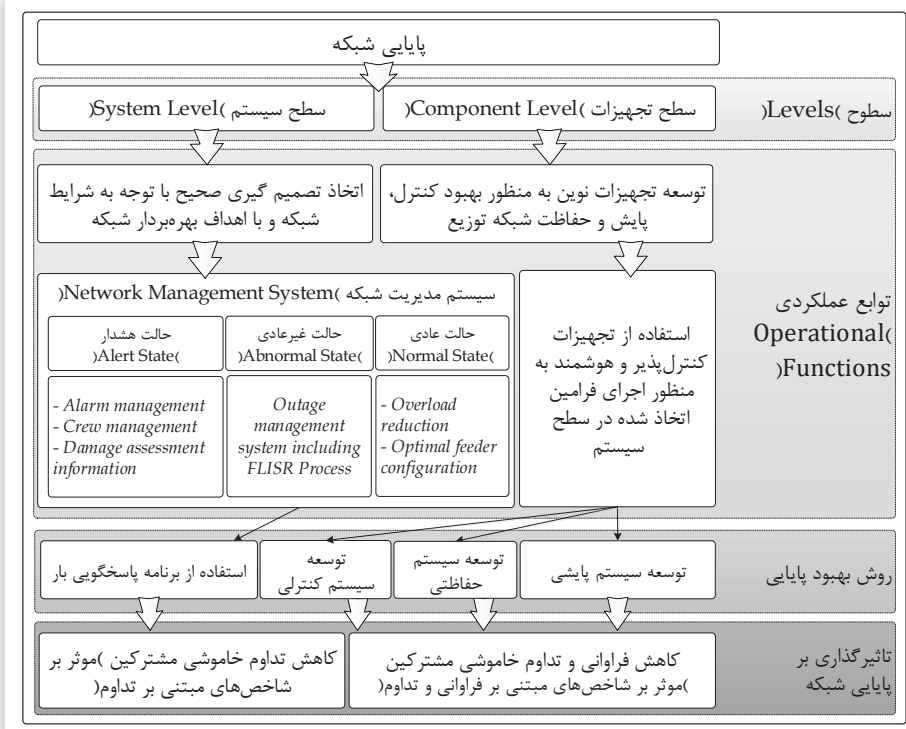 پایایی شبکه
سطوح )Levels(
سطح تجهیزات )Component Level(
سطح سیستم )System Level(
توابع عملکردی
)Operational
Functions(
توسعه تجهیزات نوین به منظور بهبود کنترل،
پایش و حفاظت شبکه توزیع
اتخاذ تصمیم گیری صحیح با توجه به شرایط
شبکه و با اهداف بهره‌بردار شبکه
استفاده از تجهیزات
کنترل‌پذیر و هوشمند به
منظور اجرای فرامین
اتخاذ شده در سطح
سیستم
سیستم مدیریت شبکه )Network Management System(
حالت عادی
)Normal State(
حالت غیرعادی
)Abnormal State(
حالت هشدار
)Alert State(
- Overload
reduction
- Optimal feeder
configuration
Outage
management
system including
FLISR Process
- Alarm management
- Crew management
- Damage assessment
information
روش بهبود پایایی
توسعه سیستم پایشی
توسعه سیستم
حفاظتی
توسعه
سیستم کنترلی
استفاده از برنامه پاسخگویی بار
تاثیرگذاری بر
پایایی شبکه
کاهش فراوانی و تداوم خاموشی مشترکین
)موثر بر شاخص‌های مبتنی بر فراوانی و تداوم(
کاهش تداوم خاموشی مشترکین )موثر بر
شاخص‌های مبتنی بر تداوم(